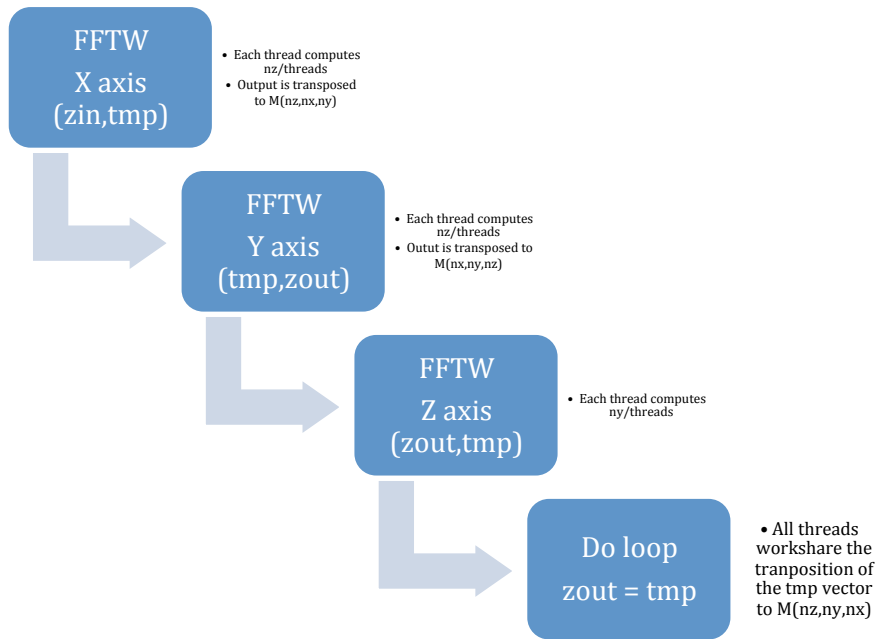 FFTW
X axis
(zin,tmp)
• Each thread computes
nz/threads
• Output is transposed
to M(nz,nx,ny)
FFTW
Y axis
(tmp,zout)
• Each thread computes
nz/threads
• Outut is transposed to
M(nx,ny,nz)
FFTW
Z axis
(zout,tmp)
• Each thread computes
ny/threads
Do loop
zout = tmp
• All threads
workshare the
tranposition of
the tmp vector
to M(nz,ny,nx)